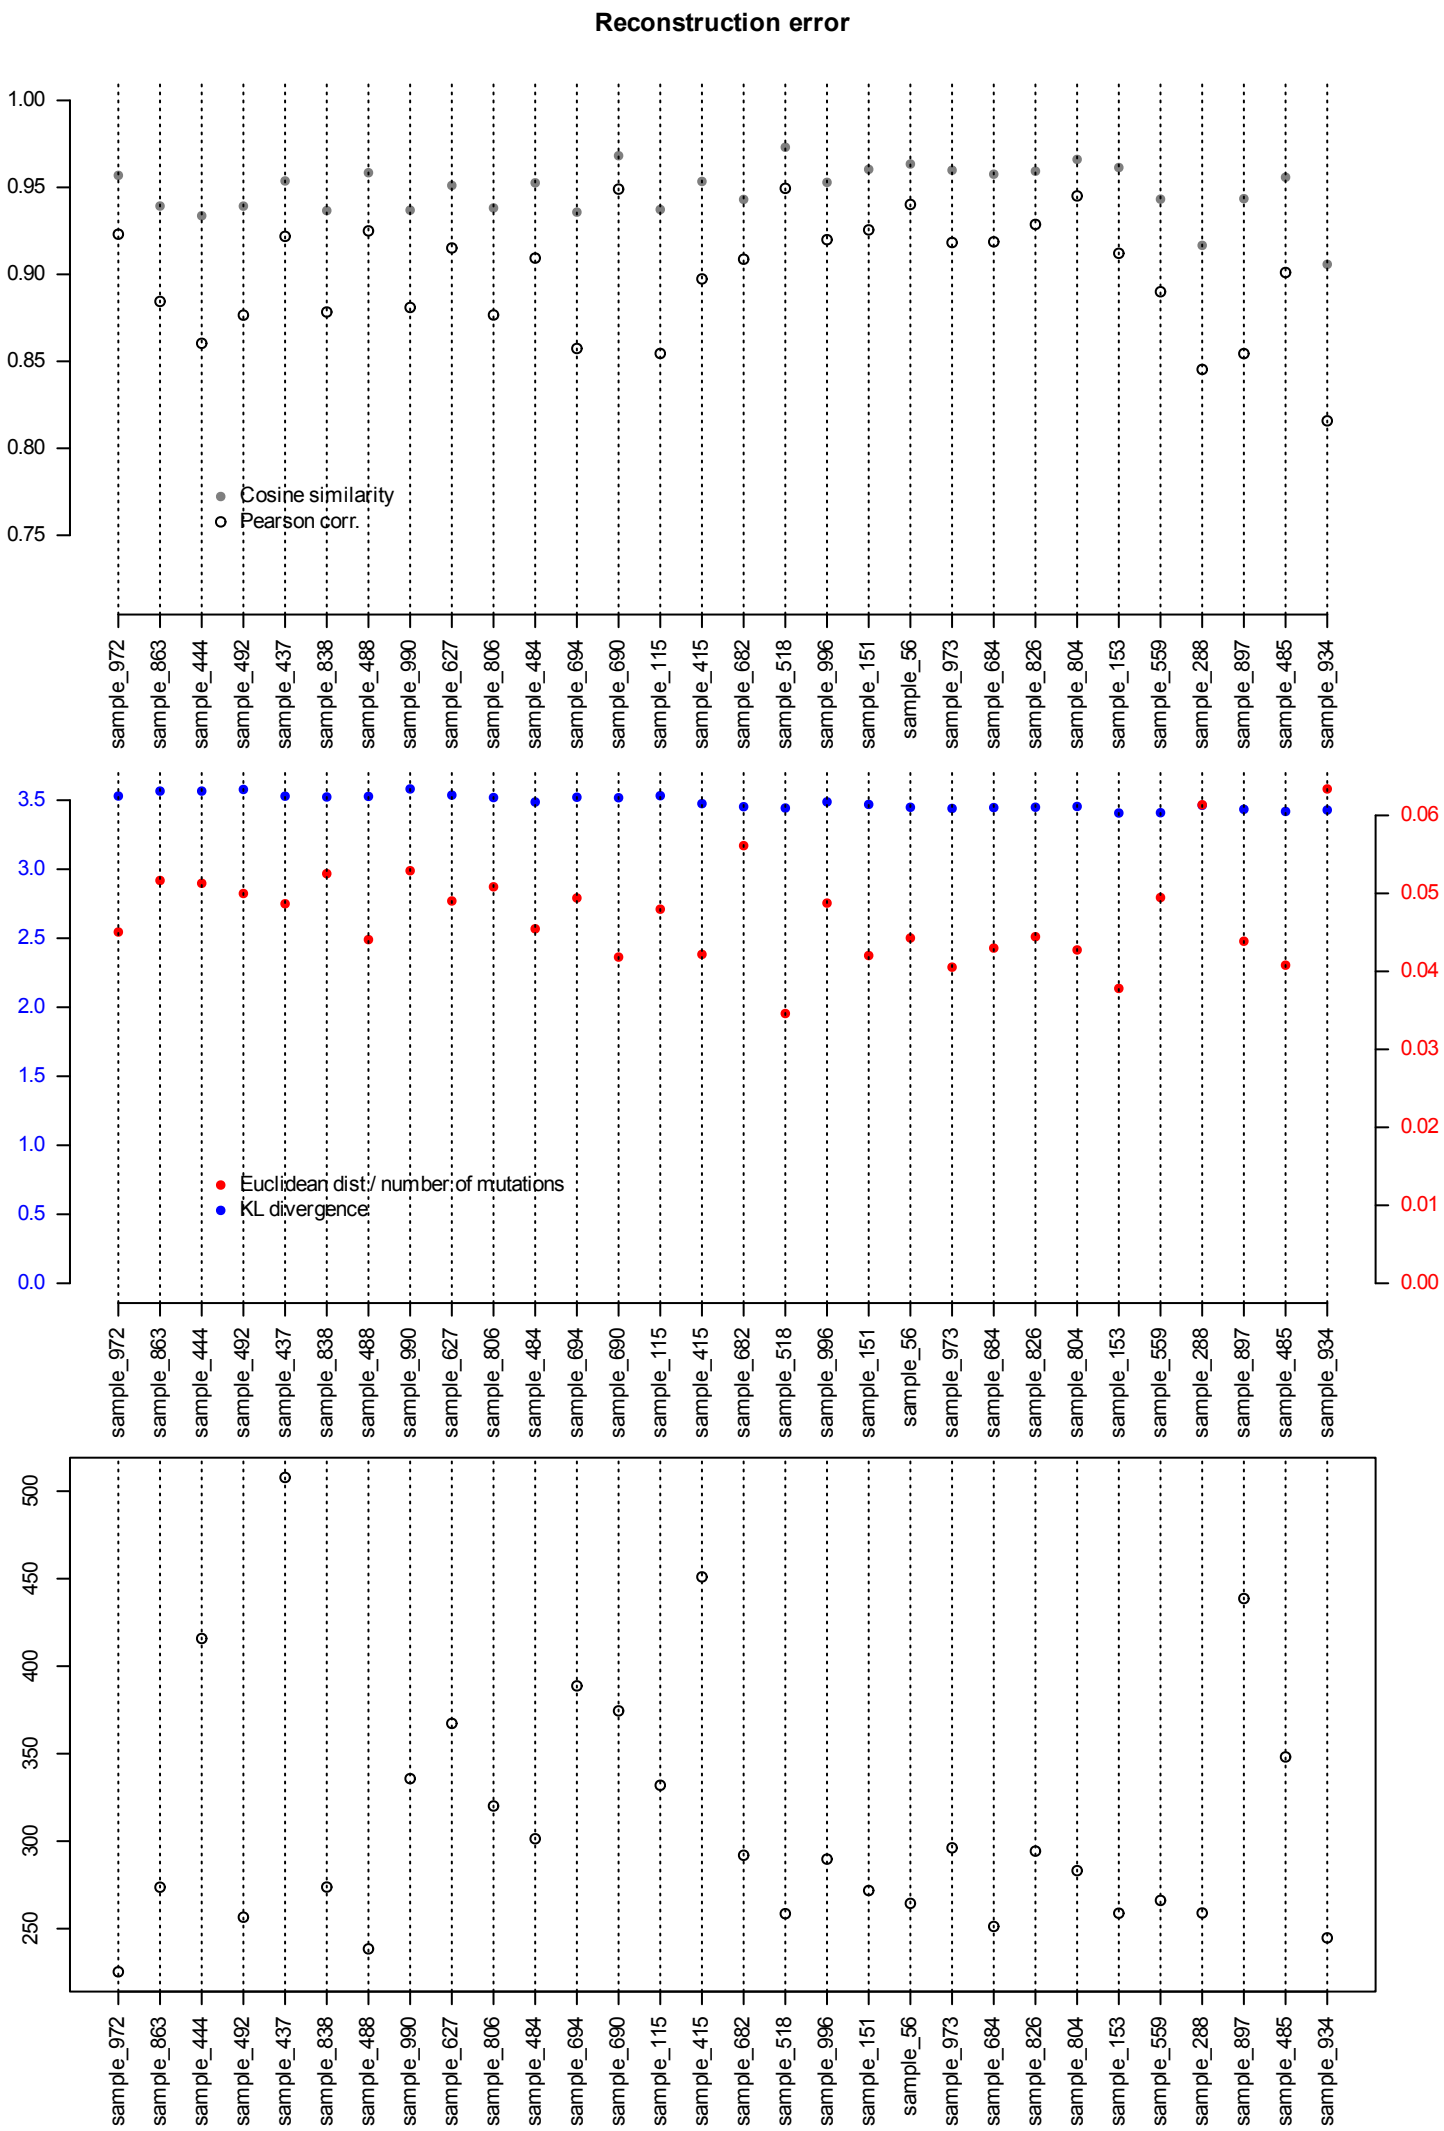 Reconstruction error
1.00
0.95
0.90
0.85
0.80
0.75
Cosine similarity
Pearson corr.
sample_972
sample_863
sample_444
sample_492
sample_437
sample_838
sample_488
sample_990
sample_627
sample_806
sample_484
sample_694
sample_690
sample_115
sample_415
sample_682
sample_518
sample_996
sample_151
sample_56
sample_973
sample_684
sample_826
sample_804
sample_153
sample_559
sample_288
sample_897
sample_485
sample_934
3.5
3.0
2.5
2.0
1.5
1.0
0.5
0.0
Euclidean dist./ number of mutations
KL divergence
0.06
0.05
0.04
0.03
0.02
0.01
0.00
sample_972
sample_863
sample_444
sample_492
sample_437
sample_838
sample_488
sample_990
sample_627
sample_806
sample_484
sample_694
sample_690
sample_115
sample_415
sample_682
sample_518
sample_996
sample_151
sample_56
sample_973
sample_684
sample_826
sample_804
sample_153
sample_559
sample_288
sample_897
sample_485
sample_934
500
450
400
350
300
250
sample_972
sample_863
sample_444
sample_492
sample_437
sample_838
sample_488
sample_990
sample_627
sample_806
sample_484
sample_694
sample_690
sample_115
sample_415
sample_682
sample_518
sample_996
sample_151
sample_56
sample_973
sample_684
sample_826
sample_804
sample_153
sample_559
sample_288
sample_897
sample_485
sample_934